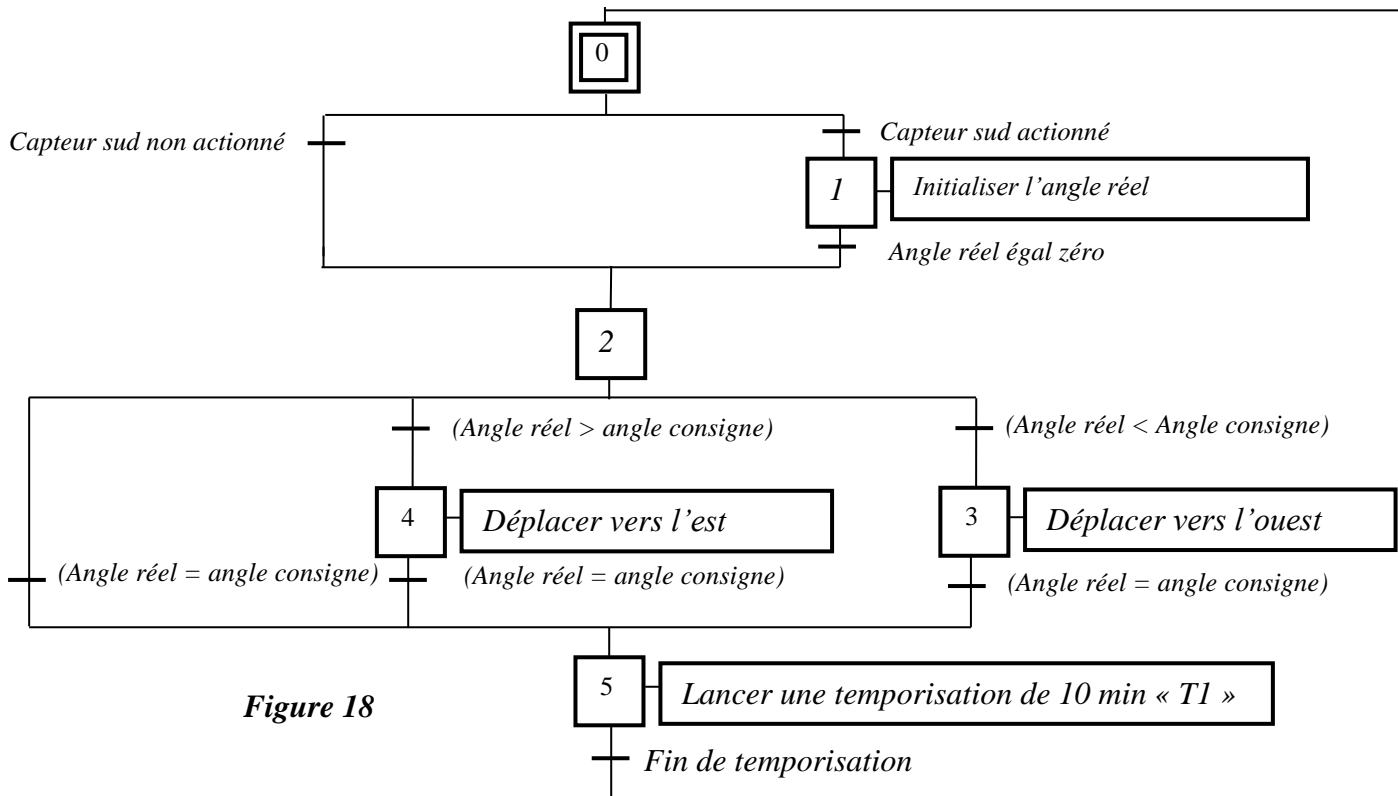 0
Capteur sud non actionné
Capteur sud actionné
1
Initialiser l’angle réel
Angle réel égal zéro
2
(Angle réel > angle consigne)
(Angle réel < Angle consigne)
4
Déplacer vers l’est
3
Déplacer vers l’ouest
(Angle réel = angle consigne)
(Angle réel = angle consigne)
(Angle réel = angle consigne)
5
Lancer une temporisation de 10 min « T1 »
Figure 18
Fin de temporisation